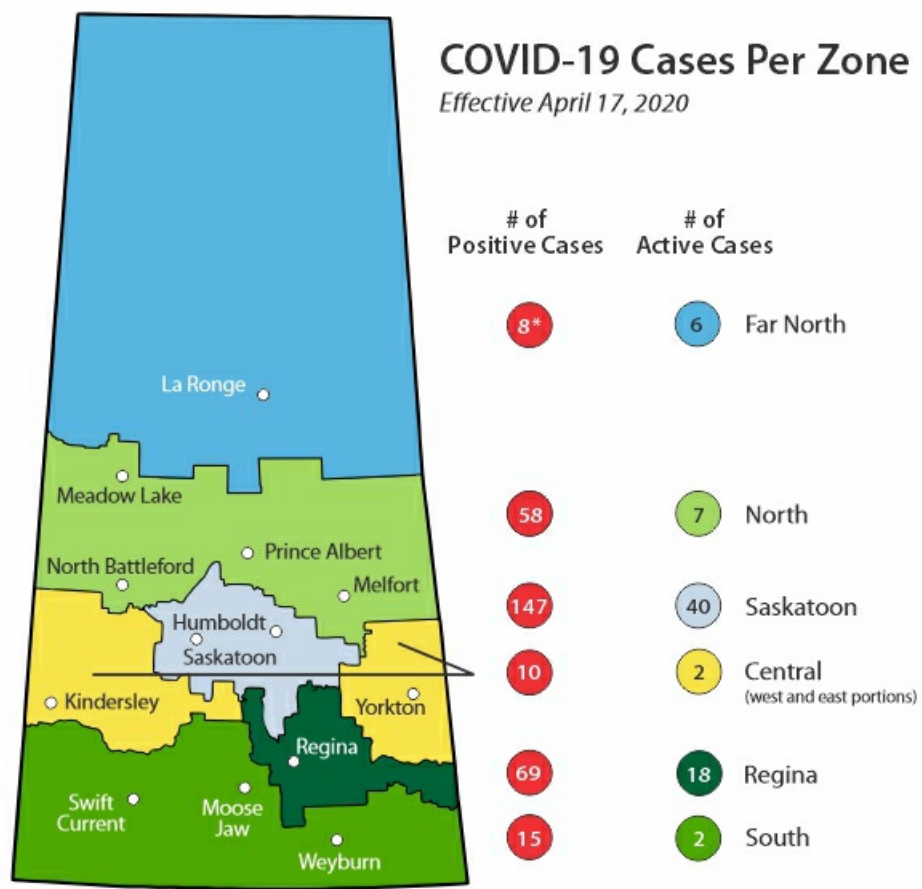 COVID-19 Cases Per Zone
Effective April 17, 2020
# of
Positive Cases
# of
Active Cases
8*
6
Far North
La Ronge
Meadow Lake
58
7
North
Prince Albert
North Battleford
Melfort
147
40
Saskatoon
Humboldt
Saskatoon
10
2
Central
(west and east portions)
Kindersley
Yorkton
Regina
69
18
Regina
Swift
Current
Moose
Jaw
15
2
South
Weyburn